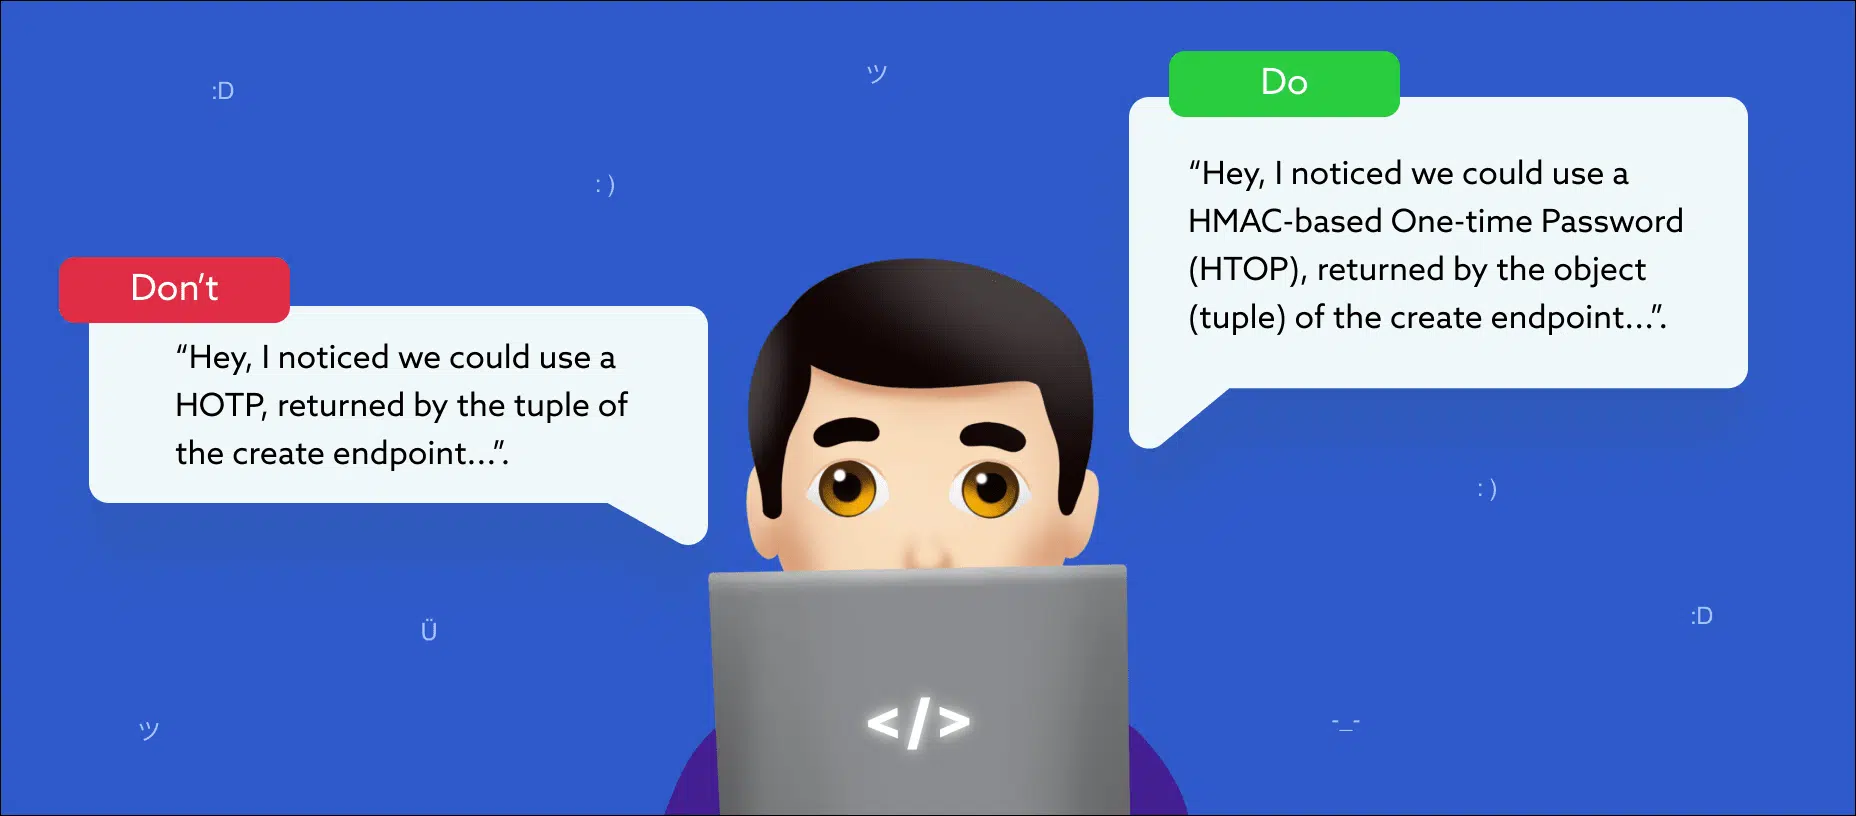 :D
ツ
Do
: )
“Hey, I noticed we could use a
HMAC-based One-time Password
(HTOP), returned by the object
(tuple) of the create endpoint...”.
Don’t
“Hey, I noticed we could use a
HOTP, returned by the tuple of
the create endpoint...”.
: )
Ü
:D
</>
ツ
-_-